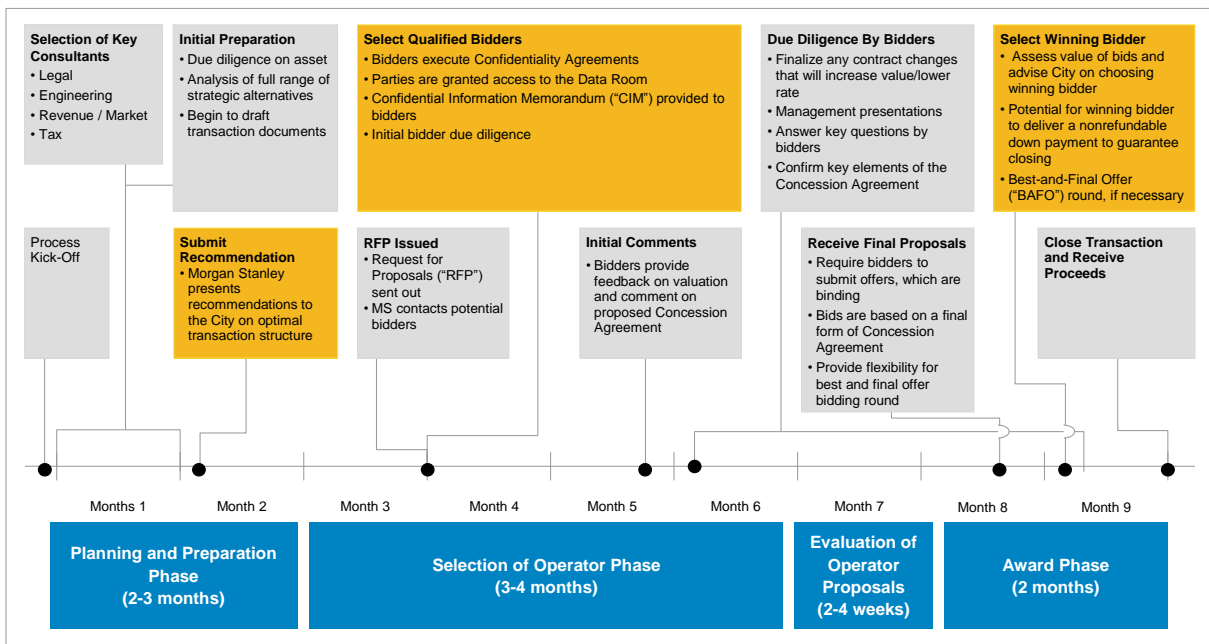 Selection of Key
Consultants
• Legal
• Engineering
• Revenue / Market
• Tax
Initial Preparation
• Due diligence on asset
• Analysis of full range of
strategic alternatives
• Begin to draft
transaction documents
Select Qualified Bidders
• Bidders execute Confidentiality Agreements
• Parties are granted access to the Data Room
• Confidential Information Memorandum (“CIM”) provided to
bidders
• Initial bidder due diligence
Due Diligence By Bidders
• Finalize any contract changes
that will increase value/lower
rate
• Management presentations
• Answer key questions by
bidders
• Confirm key elements of the
Concession Agreement
Select Winning Bidder
• Assess value of bids and
advise City on choosing
winning bidder
• Potential for winning bidder
to deliver a nonrefundable
down payment to guarantee
closing
• Best-and-Final Offer
(“BAFO”) round, if necessary
Process
Kick-Off
Submit
Recommendation
• Morgan Stanley
presents
recommendations to
the City on optimal
transaction structure
RFP Issued
• Request for
Proposals (“RFP”)
sent out
• MS contacts potential
bidders
Initial Comments
• Bidders provide
feedback on valuation
and comment on
proposed Concession
Agreement
Receive Final Proposals
• Require bidders to
submit offers, which are
binding
• Bids are based on a final
form of Concession
Agreement
• Provide flexibility for
best and final offer
bidding round
Close Transaction
and Receive
Proceeds
Months 1
Month 2
Month 3
Month 4
Month 5
Month 6
Month 7
Month 8
Month 9
Planning and Preparation
Phase
(2-3 months)
Selection of Operator Phase
(3-4 months)
Evaluation of
Operator
Proposals
(2-4 weeks)
Award Phase
(2 months)